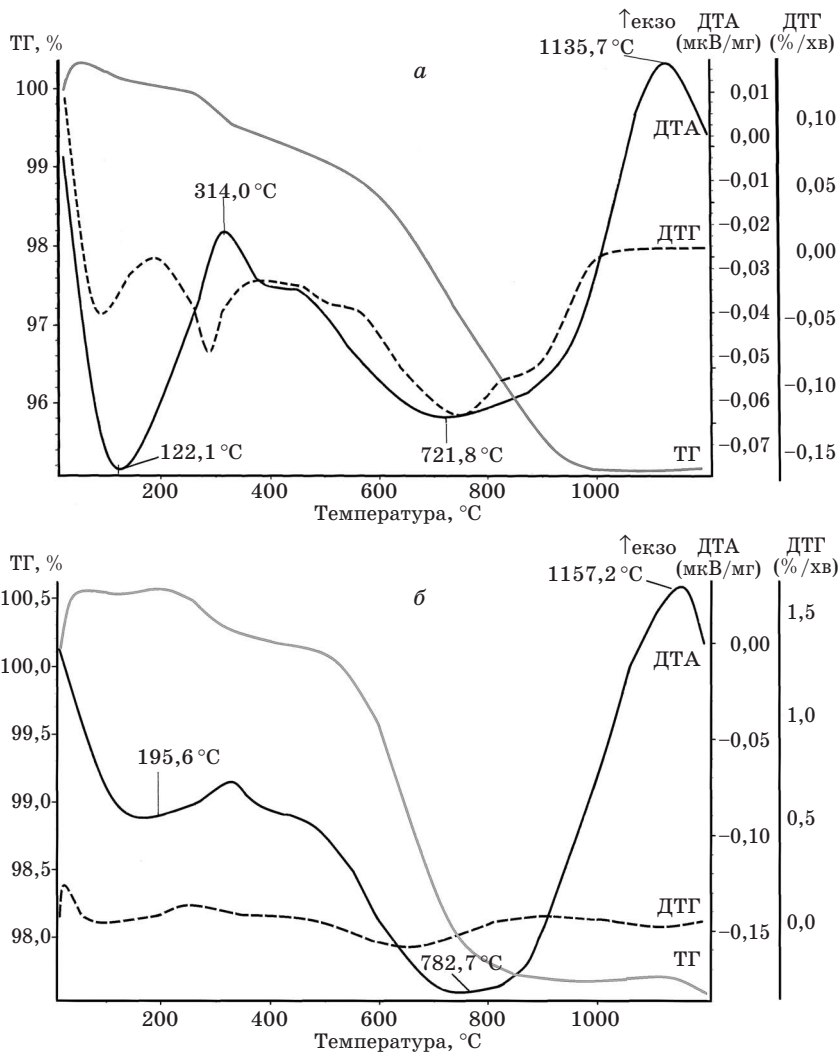 ↑екзо ДТА ДТГ
ТГ, % 1135,7 °С (мкВ/мг) (%/хв)
а
100 0,01 0,10
ДТА 0,00
99 −0,01 0,05
314,0 °С
98 −0,02 ДТГ 0,00
−0,03
97 −0,04 −0,05
−0,05
96 −0,06 −0,10
122,1 °С 721,8 °С ТГ −0,07 −0,15
200 400 600 800 1000
Температура, °С
↑екзо ДТА ДТГ
ТГ, % 1157,2 °С (мкВ/мг) (%/хв)
100,5 б 1,5
100,0 ДТА 0,00
99,5 −0,05 1,0
195,6 °С
99,0
−0,10 0,5
98,5
ДТГ
98,0 782,7 °С ТГ −0,15 0,0
200 400 600 800 1000
Температура, °С